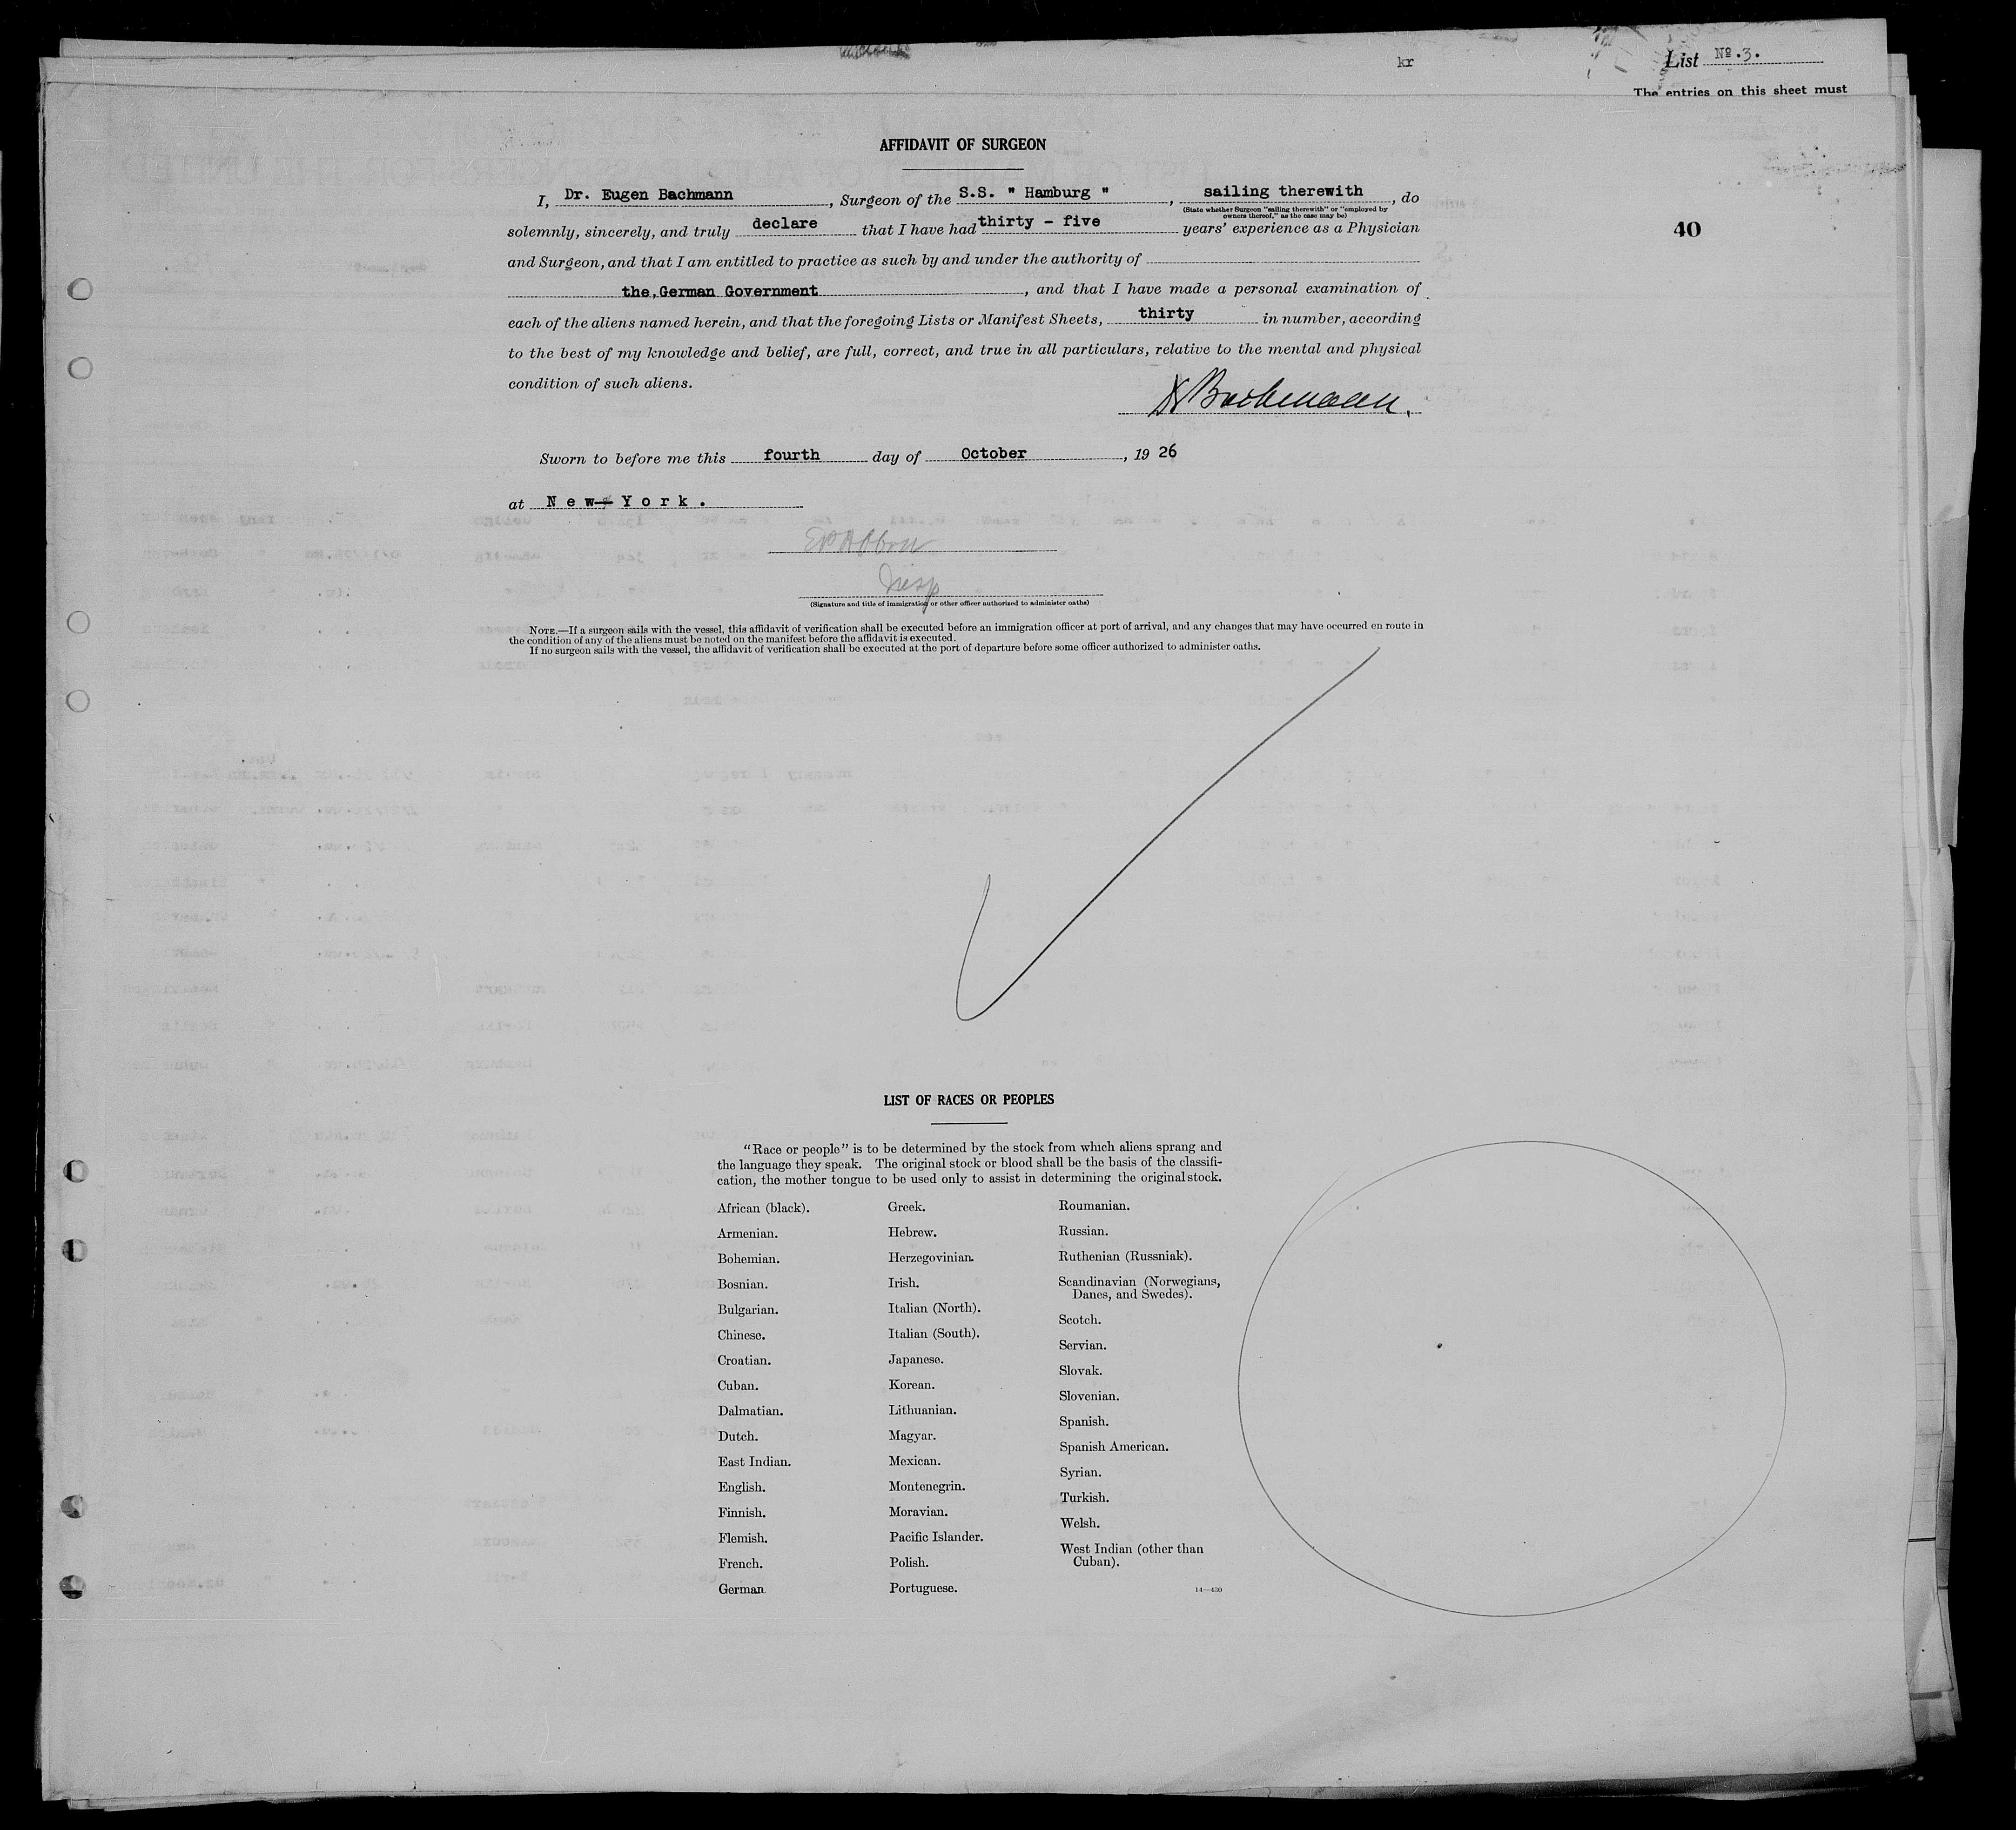 kr
List Nº.3.
The entries on this sheet must
AFFIDAVIT OF SURGEON
I, Dr. Eugen Bachmann, Surgeon of the S.S. " Hamburg ", sailing therewith, do
(State whether Surgeon "sailing therewith" or "employed by
owners thereof," as the case may be)
solemnly, sincerely, and truly declare that I have had thirty - five years' experience as a Physician
40
and Surgeon, and that I am entitled to practice as such by and under the authority of
the German Government, and that I have made a personal examination of
each of the aliens named herein, and that the foregoing Lists or Manifest Sheets, thirty in number, according
to the best of my knowledge and belief, are full, correct, and true in all particulars, relative to the mental and physical
condition of such aliens.
Bachmann.
Sworn to before me this fourth day of October, 19 26
at New York.
Insp
(Signature and title of immigration or other officer authorized to administer oaths)
NOTE.—If a surgeon sails with the vessel, this affidavit of verification shall be executed before an immigration officer at port of arrival, and any changes that may have occurred en route in
the condition of any of the aliens must be noted on the manifest before the affidavit is executed.
If no surgeon sails with the vessel, the affidavit of verification shall be executed at the port of departure before some officer authorized to administer oaths.
LIST OF RACES OR PEOPLES
"Race or people" is to be determined by the stock from which aliens sprang and
the language they speak. The original stock or blood shall be the basis of the classifi-
cation, the mother tongue to be used only to assist in determining the original stock.
African (black).
Armenian.
Bohemian.
Bosnian.
Bulgarian.
Chinese.
Croatian.
Cuban.
Dalmatian.
Dutch.
East Indian.
English.
Finnish.
Flemish.
French.
German
Greek.
Hebrew.
Herzegovinian.
Irish.
Italian (North).
Italian (South).
Japanese.
Korean.
Lithuanian.
Magyar.
Mexican.
Montenegrin.
Moravian.
Pacific Islander.
Polish.
Portuguese.
Roumanian.
Russian.
Ruthenian (Russniak).
Scandinavian (Norwegians,
Danes, and Swedes).
Scotch.
Servian.
Slovak.
Slovenian.
Spanish.
Spanish American.
Syrian.
Turkish.
Welsh.
West Indian (other than
Cuban).
14—430